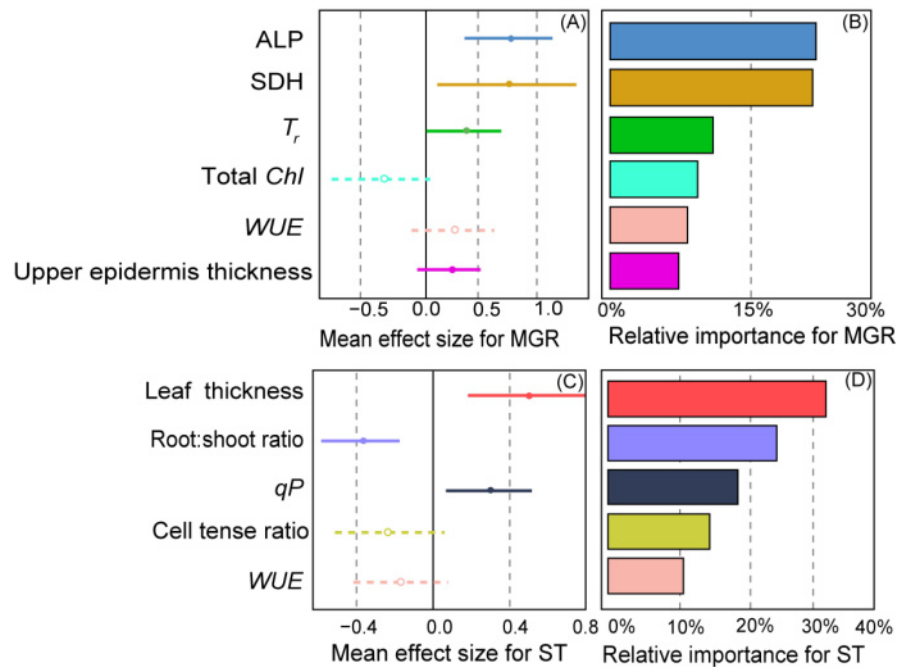 (A)
(B)
ALP
SDH
Tr
Total Chl
WUE
Upper epidermis thickness
−0.5 0.0 0.5 1.0
0% 15% 30%
Mean effect size for MGR
Relative importance for MGR
(C)
(D)
Leaf thickness
Root:shoot ratio
qP
Cell tense ratio
WUE
−0.4 0.0 0.4 0.8
0% 10% 20% 30% 40%
Mean effect size for ST
Relative importance for ST